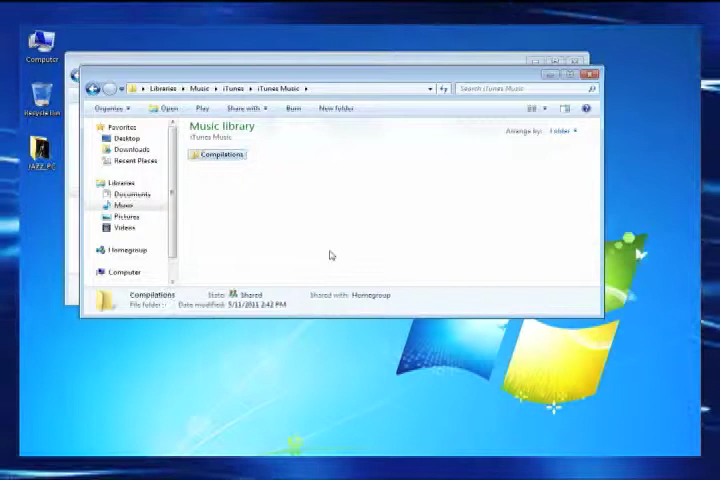 Computer
Recycle Bin
JAZZ_PC
Libraries Music iTunes iTunes Music
Search iTunes Music
Organize Open Play Share with Burn New folder
Favorites
Desktop
Downloads
Recent Places
Libraries
Documents
Music
Pictures
Videos
Homegroup
Computer
Music library
iTunes Music
Arrange by: Folder
Compilations
Compilations State: Shared Shared with: Homegroup
File folder Date modified: 5/11/2011 2:42 PM